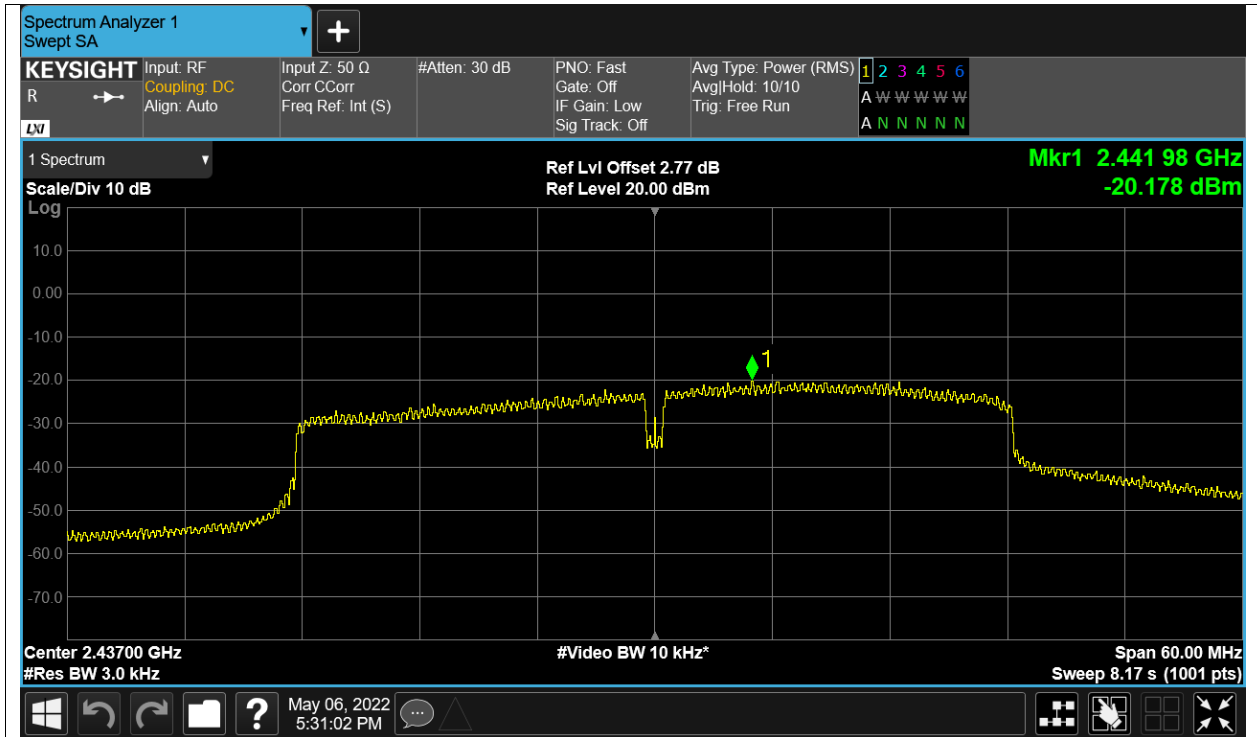 Spectrum Analyzer 1
Swept SA
+
KEYSIGHT
R
LXI
Input: RF
Coupling: DC
Align: Auto
Input Z: 50 Ω
Corr CCorr
Freq Ref: Int (S)
#Atten: 30 dB
PNO: Fast
Gate: Off
IF Gain: Low
Sig Track: Off
Avg Type: Power (RMS)
Avg|Hold: 10/10
Trig: Free Run
1 2 3 4 5 6
A W W W W W
A N N N N N
1 Spectrum
Scale/Div 10 dB
Ref Lvl Offset 2.77 dB
Ref Level 20.00 dBm
Mkr1 2.441 98 GHz
-20.178 dBm
Log
10.0
0.00
-10.0
1
-20.0
-30.0
-40.0
-50.0
-60.0
-70.0
Center 2.43700 GHz
#Video BW 10 kHz*
Span 60.00 MHz
#Res BW 3.0 kHz
Sweep 8.17 s (1001 pts)
?
May 06, 2022
5:31:02 PM